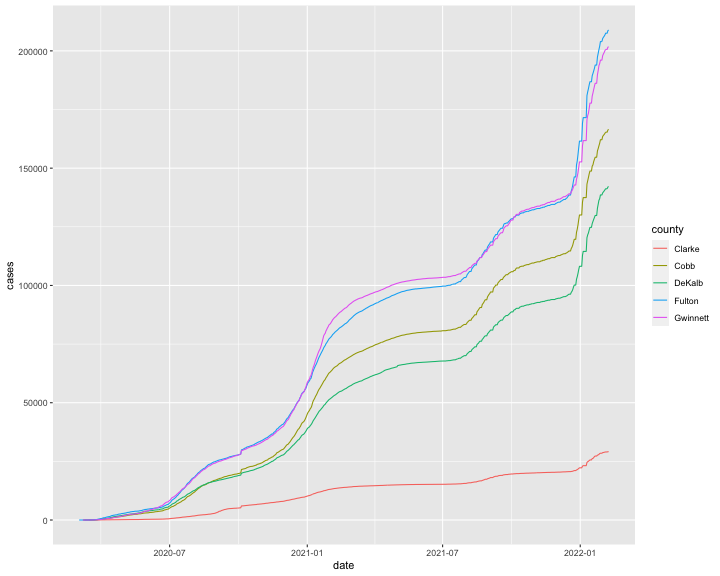 200000
150000
100000
50000
0
cases
2020-07
2021-01
2021-07
2022-01
date
county
Clarke
Cobb
DeKalb
Fulton
Gwinnett